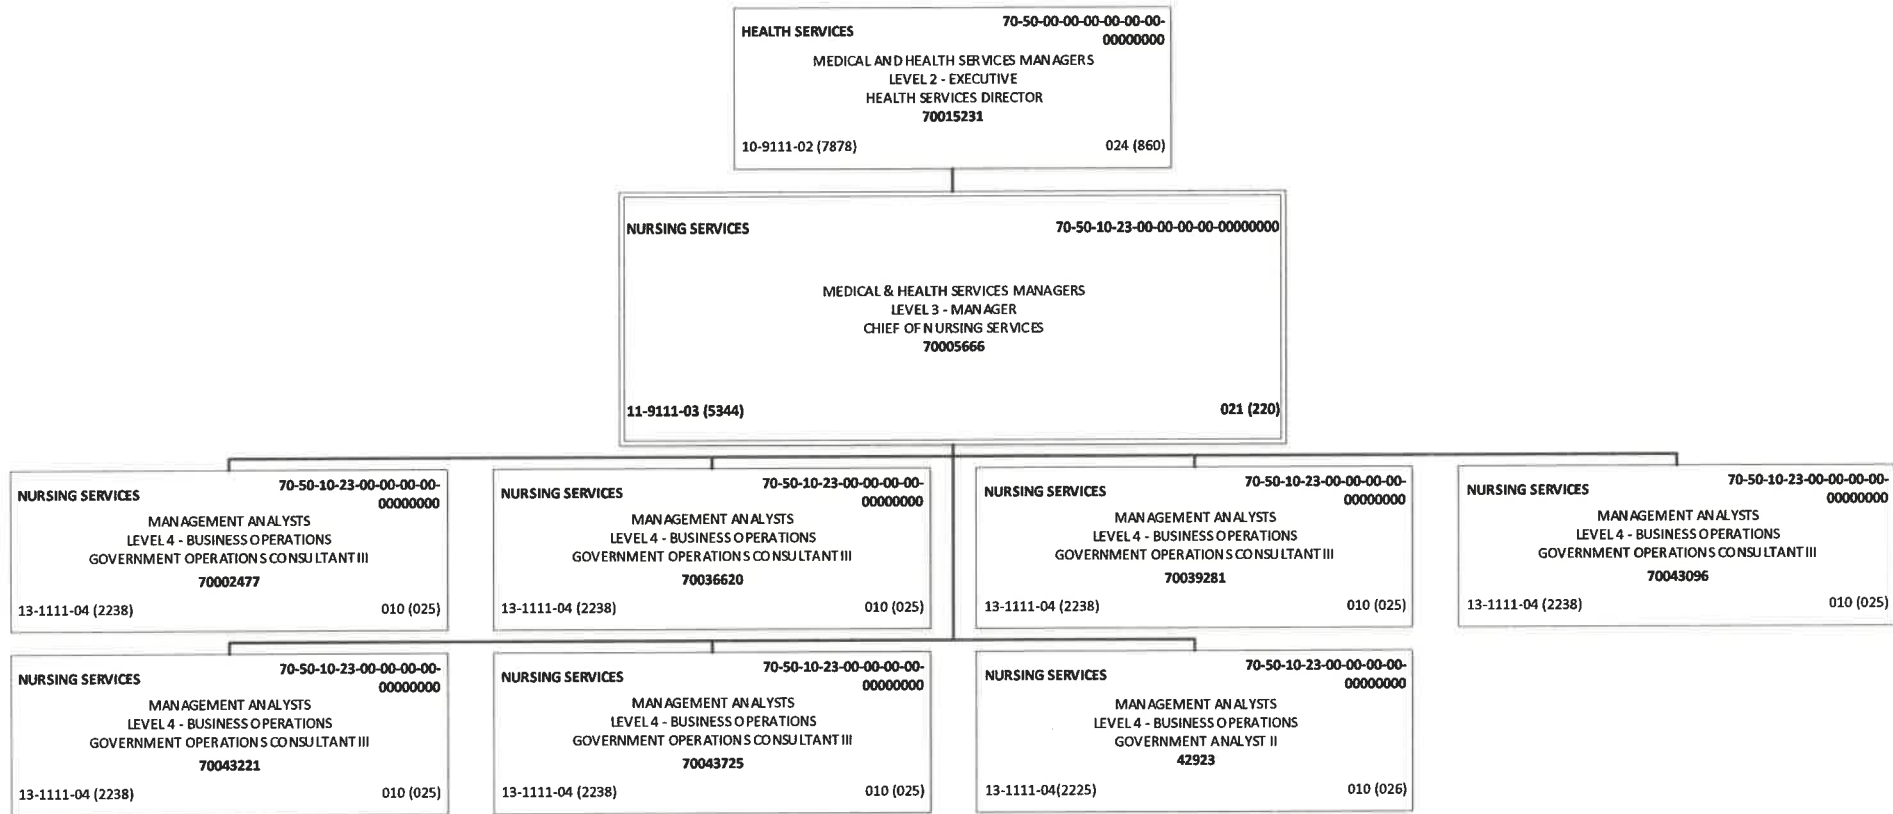 HEALTH SERVICES
70-50-00-00-00-00-00-00-
00000000
MEDICAL AND HEALTH SERVICES MANAGERS
LEVEL 2 - EXECUTIVE
HEALTH SERVICES DIRECTOR
70015231
10-9111-02 (7878)
024 (860)
NURSING SERVICES
70-50-10-23-00-00-00-00-00000000
MEDICAL & HEALTH SERVICES MANAGERS
LEVEL 3 - MANAGER
CHIEF OF NURSING SERVICES
70005666
11-9111-03 (5344)
021 (220)
NURSING SERVICES
70-50-10-23-00-00-00-00-
00000000
MANAGEMENT ANALYSTS
LEVEL 4 - BUSINESS OPERATIONS
GOVERNMENT OPERATIONS CONSULTANT III
70002477
13-1111-04 (2238)
010 (025)
NURSING SERVICES
70-50-10-23-00-00-00-00-
00000000
MANAGEMENT ANALYSTS
LEVEL 4 - BUSINESS OPERATIONS
GOVERNMENT OPERATIONS CONSULTANT III
70036620
13-1111-04 (2238)
010 (025)
NURSING SERVICES
70-50-10-23-00-00-00-00-
00000000
MANAGEMENT ANALYSTS
LEVEL 4 - BUSINESS OPERATIONS
GOVERNMENT OPERATIONS CONSULTANT III
70039281
13-1111-04 (2238)
010 (025)
NURSING SERVICES
70-50-10-23-00-00-00-00-
00000000
MANAGEMENT ANALYSTS
LEVEL 4 - BUSINESS OPERATIONS
GOVERNMENT OPERATIONS CONSULTANT III
70043096
13-1111-04 (2238)
010 (025)
NURSING SERVICES
70-50-10-23-00-00-00-00-
00000000
MANAGEMENT ANALYSTS
LEVEL 4 - BUSINESS OPERATIONS
GOVERNMENT OPERATIONS CONSULTANT III
70043221
13-1111-04 (2238)
010 (025)
NURSING SERVICES
70-50-10-23-00-00-00-00-
00000000
MANAGEMENT ANALYSTS
LEVEL 4 - BUSINESS OPERATIONS
GOVERNMENT OPERATIONS CONSULTANT III
70043725
13-1111-04 (2238)
010 (025)
NURSING SERVICES
70-50-10-23-00-00-00-00-
00000000
MANAGEMENT ANALYSTS
LEVEL 4 - BUSINESS OPERATIONS
GOVERNMENT ANALYST II
42923
13-1111-04(2225)
010 (026)